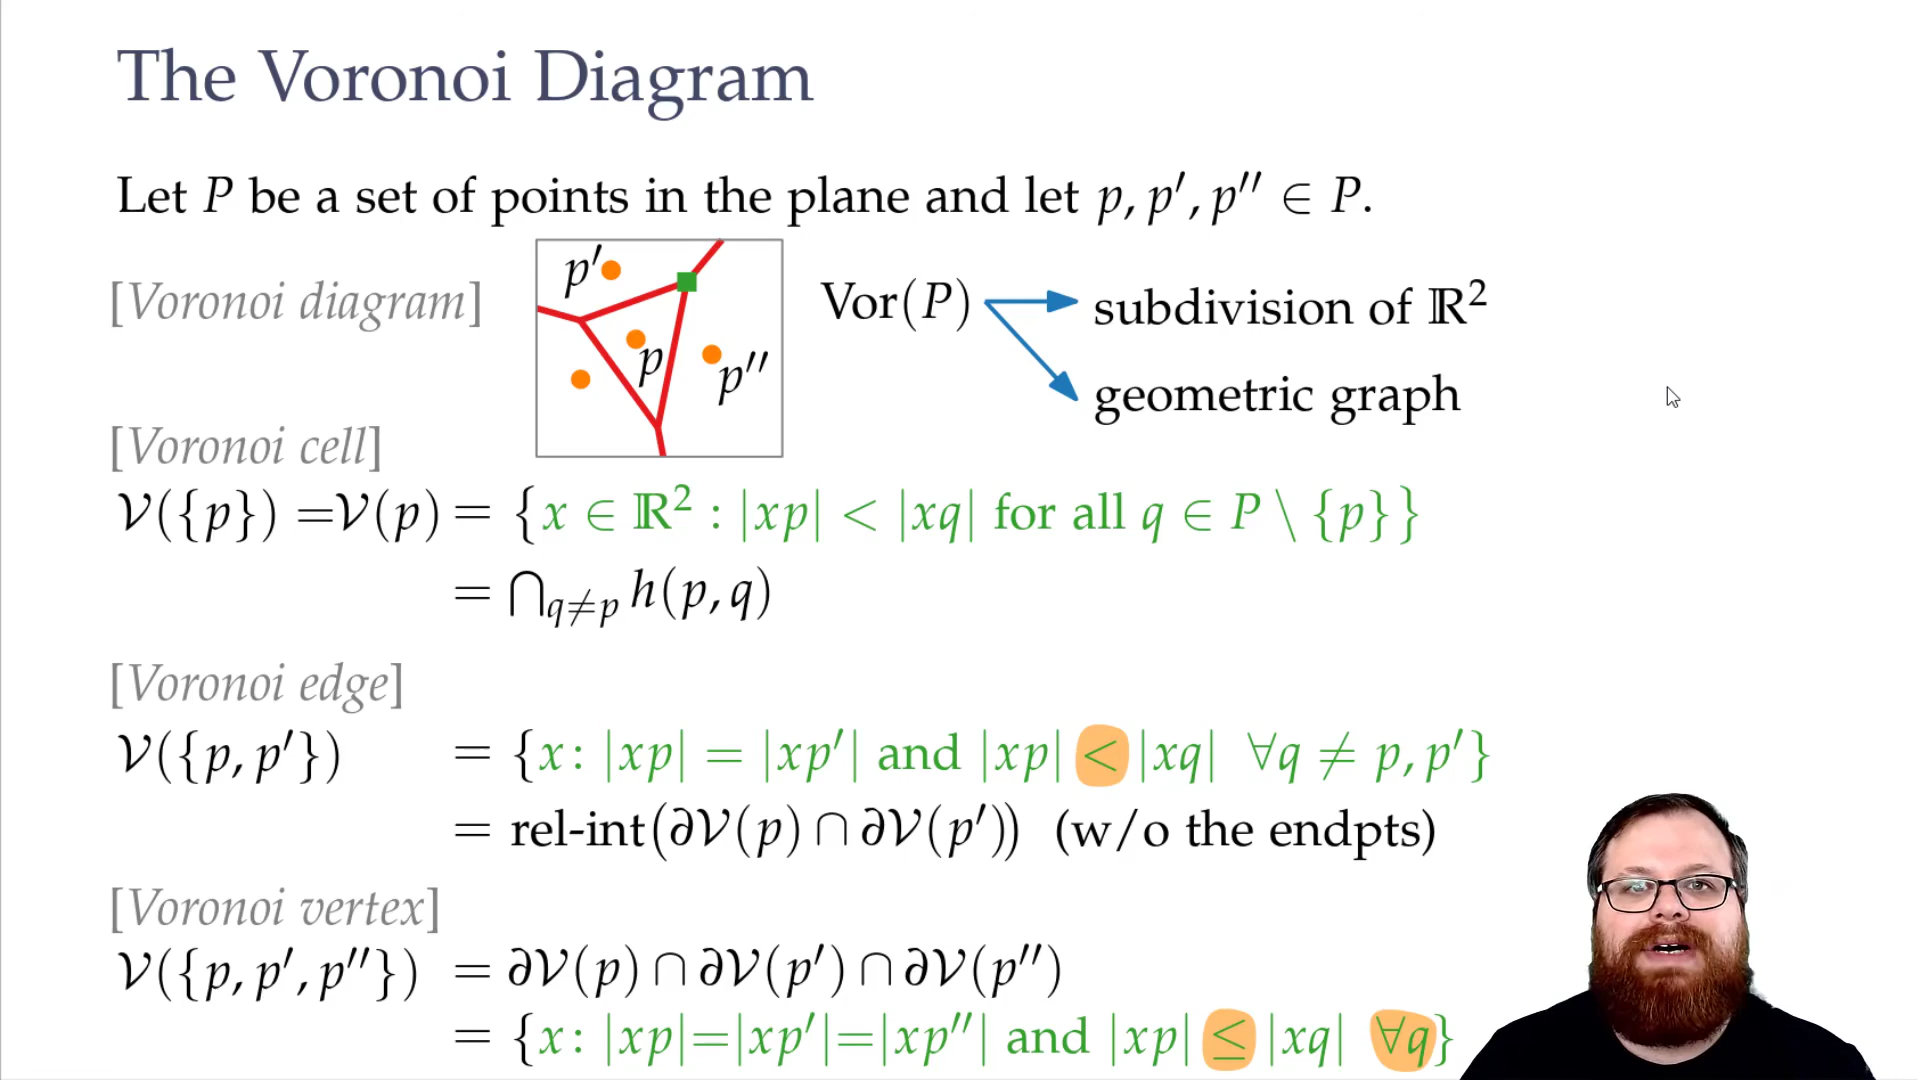 The Voronoi Diagram
Let P be a set of points in the plane and let p, p′, p″ ∈ P.
[Voronoi diagram]
p′
p
p″
Vor(P)
subdivision of ℝ²
geometric graph
[Voronoi cell]
𝒱({p}) =𝒱(p) = {x ∈ ℝ² : |xp| < |xq| for all q ∈ P \ {p}}
= ⋂_{q≠p} h(p, q)
[Voronoi edge]
𝒱({p, p′}) = {x : |xp| = |xp′| and |xp| < |xq| ∀q ≠ p, p′}
= rel-int(∂𝒱(p) ∩ ∂𝒱(p′)) (w/o the endpts)
[Voronoi vertex]
𝒱({p, p′, p″}) = ∂𝒱(p) ∩ ∂𝒱(p′) ∩ ∂𝒱(p″)
= {x : |xp|=|xp′|=|xp″| and |xp| ≤ |xq| ∀q}